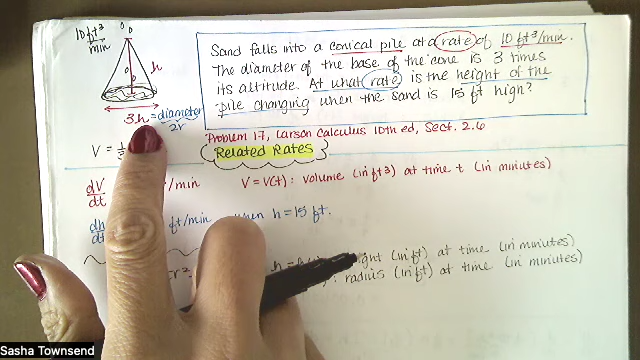 10 ft³
min
h
3h = diameter
2r
Sand falls into a conical pile at a rate of 10 ft³/min.
The diameter of the base of the cone is 3 times
its altitude. At what rate is the height of the
pile changing when the sand is 15 ft high?
Problem 17, Larson Calculus 10th ed, Sect. 2.6
Related Rates
V = 1/3
dV/dt /min V = V(t): volume (in ft³) at time t (in minutes)
dh/dt ft/min when h = 15 ft.
h = (in ft) at time (in minutes)
: radius (in ft) at time (in minutes)
Sasha Townsend